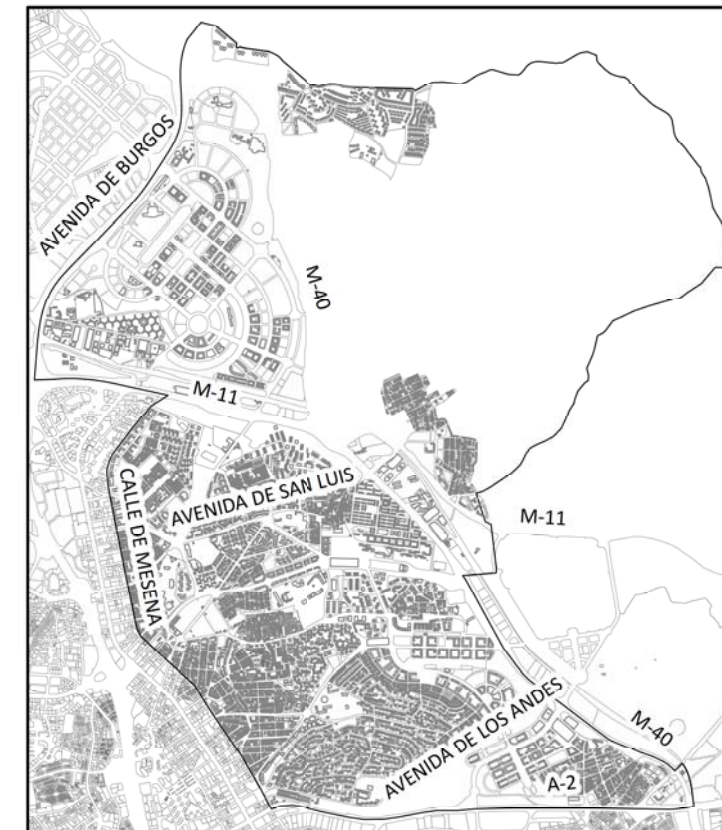 AVENIDA DE BURGOS
M-40
M-11
CALLE DE MESENA
AVENIDA DE SAN LUIS
M-11
AVENIDA DE LOS ANDES
M-40
A-2